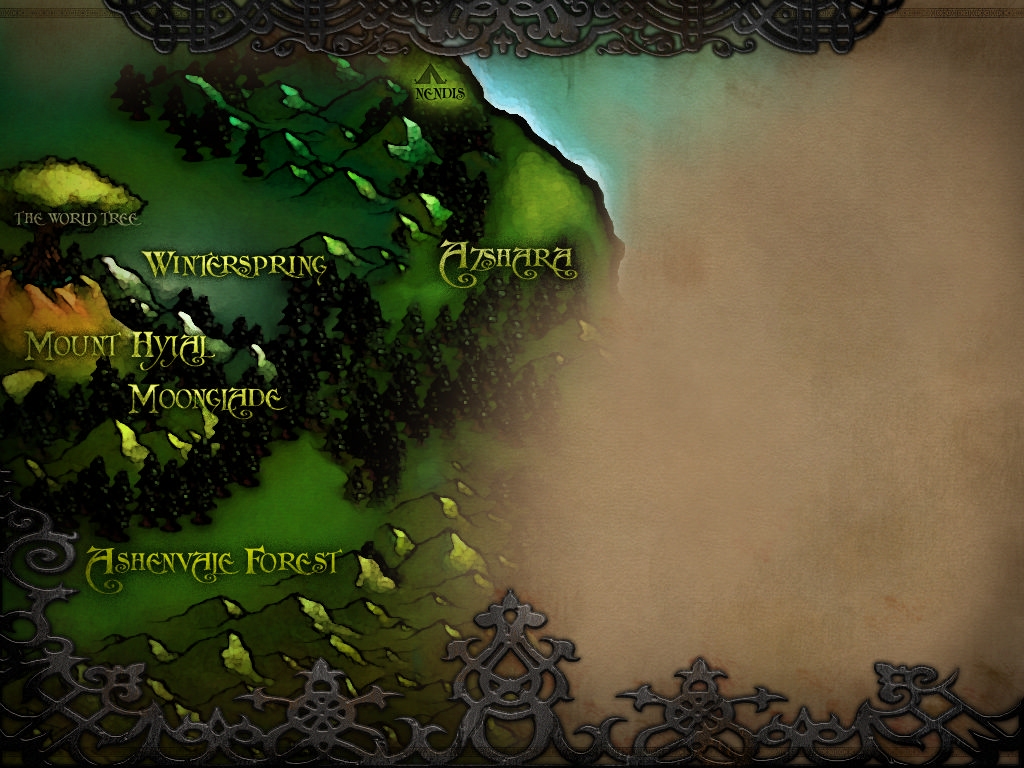 NENDIS
THE WORLD TREE
WINTERSPRING
AZSHARA
MOUNT HYJAL
MOONGLADE
ASHENVALE FOREST